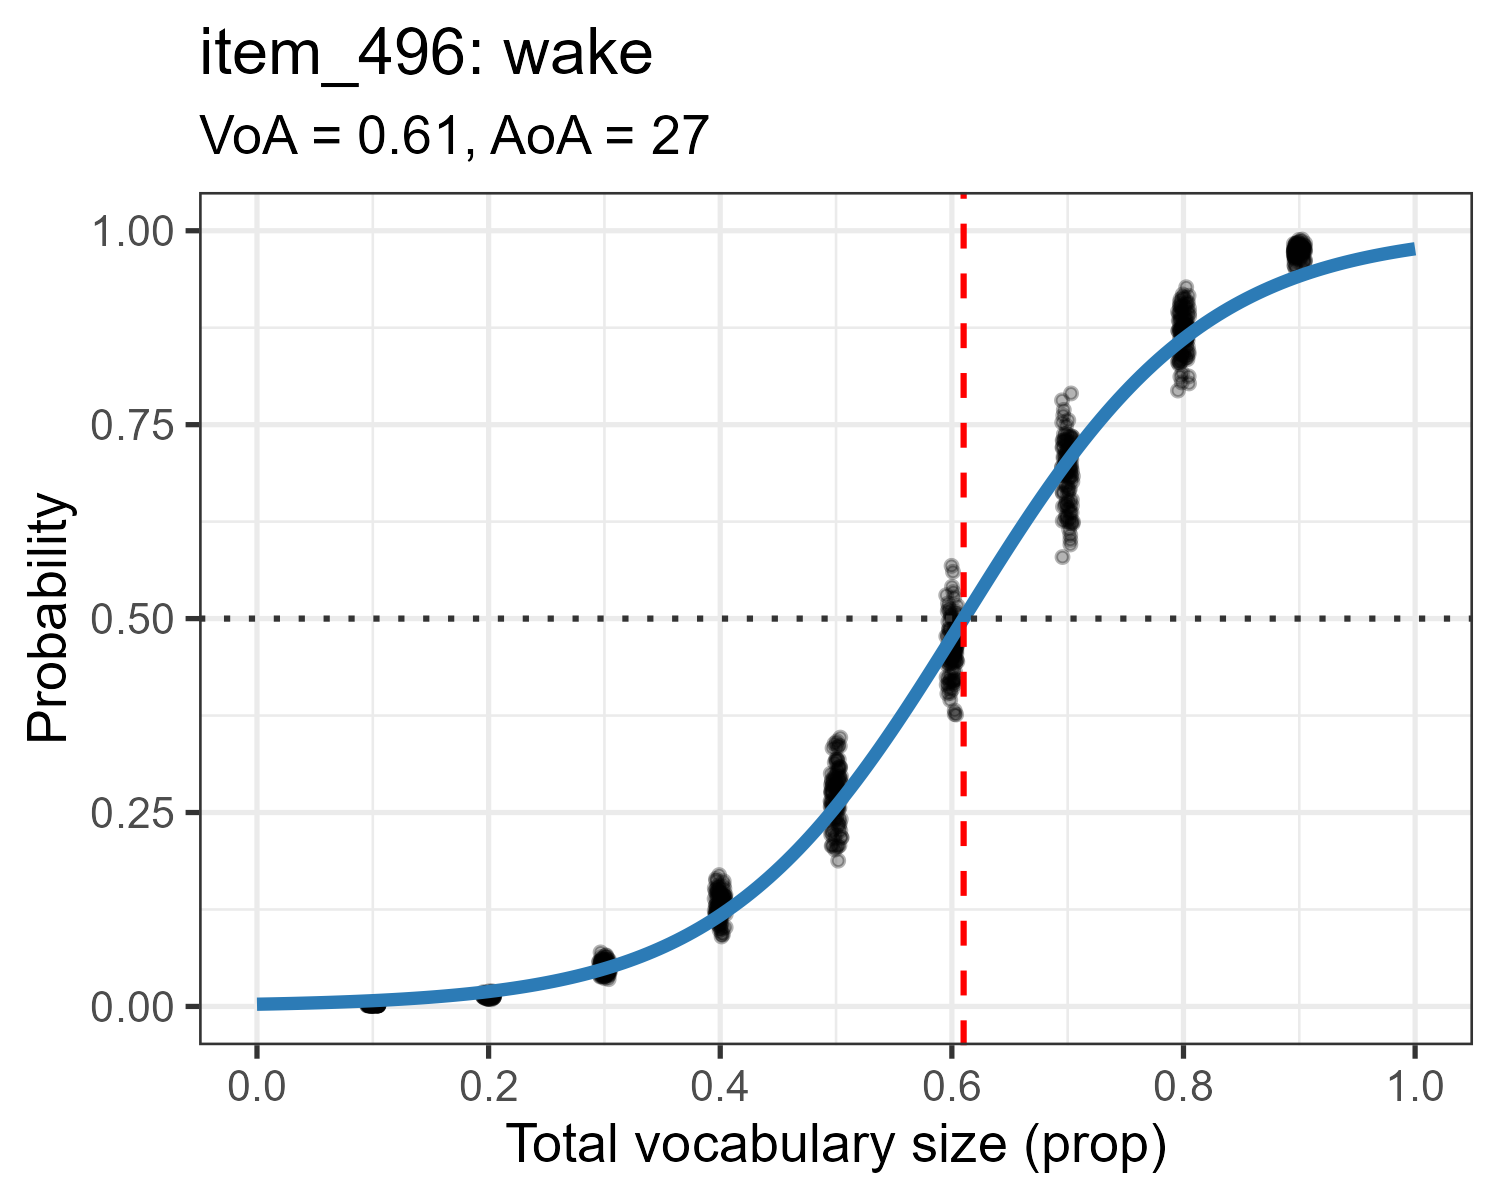 item_496: wake
VoA = 0.61, AoA = 27
1.00
0.75
0.50
0.25
0.00
Probability
0.0 0.2 0.4 0.6 0.8 1.0
Total vocabulary size (prop)